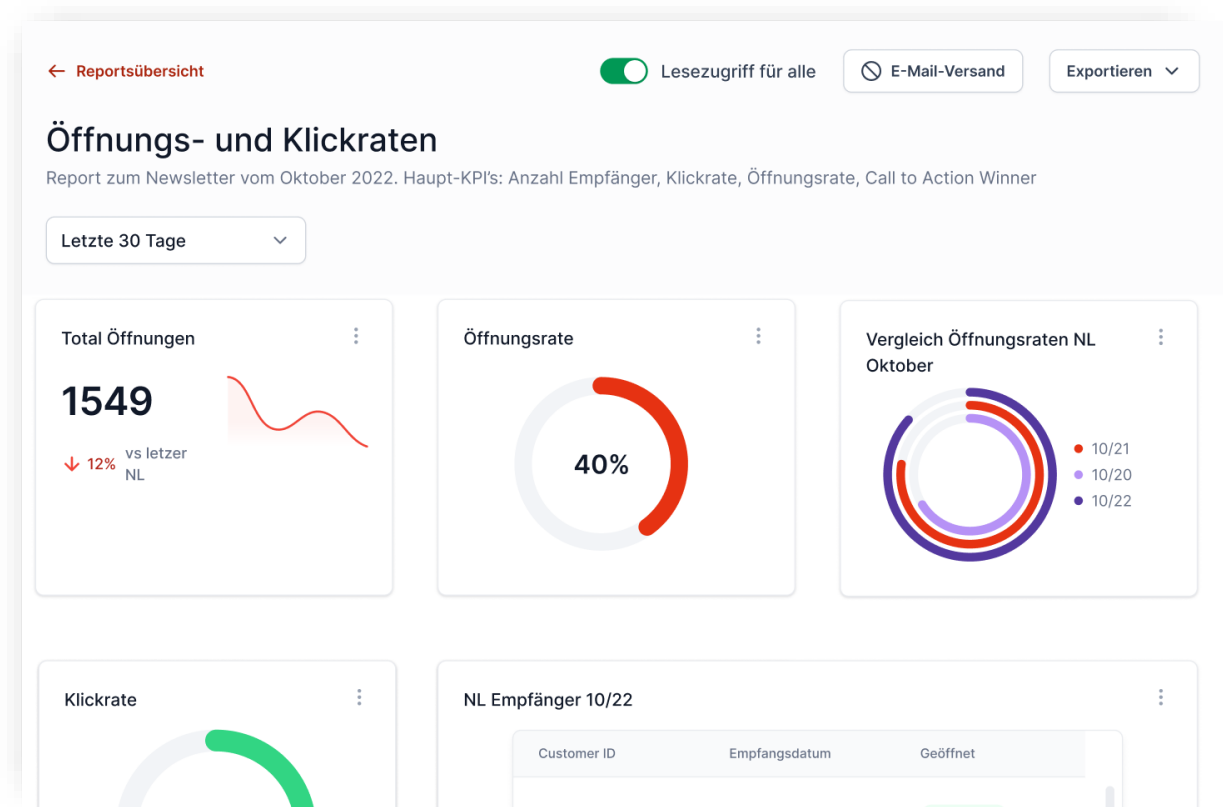 Reportsübersicht
Lesezugriff für alle
E-Mail-Versand
Exportieren
Öffnungs- und Klickraten
Report zum Newsletter vom Oktober 2022. Haupt-KPI's: Anzahl Empfänger, Klickrate, Öffnungsrate, Call to Action Winner
Letzte 30 Tage
Total Öffnungen
1549
12%
vs letzer
NL
Öffnungsrate
40%
Vergleich Öffnungsraten NL
Oktober
10/21
10/20
10/22
Klickrate
NL Empfänger 10/22
Customer ID
Empfangsdatum
Geöffnet